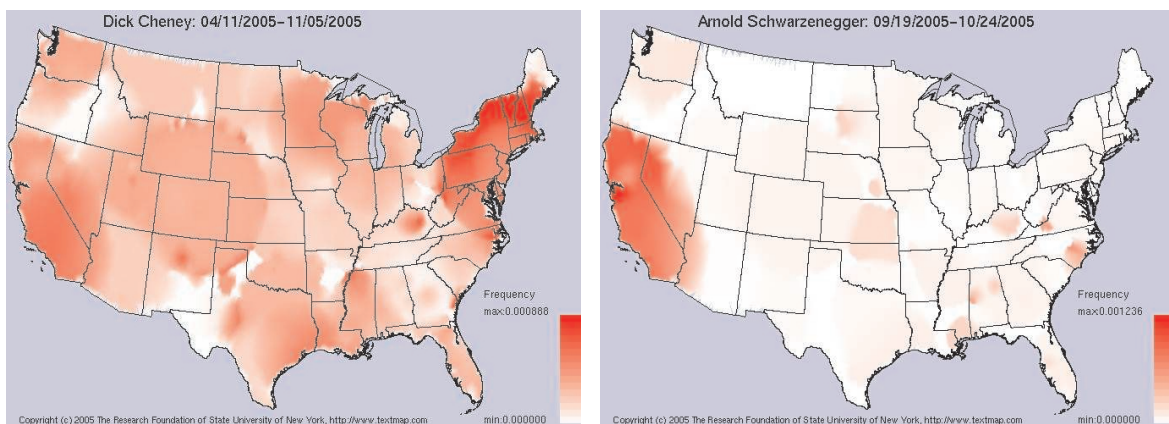 Dick Cheney: 04/11/2005-11/05/2005
Frequency
max:0.000888
min:0.000000
Copyright (c) 2005 The Research Foundation of State University of New York, http://www.textmap.com
Arnold Schwarzenegger: 09/19/2005-10/24/2005
Frequency
max:0.001236
min:0.000000
Copyright (c) 2005 The Research Foundation of State University of New York, http://www.textmap.com